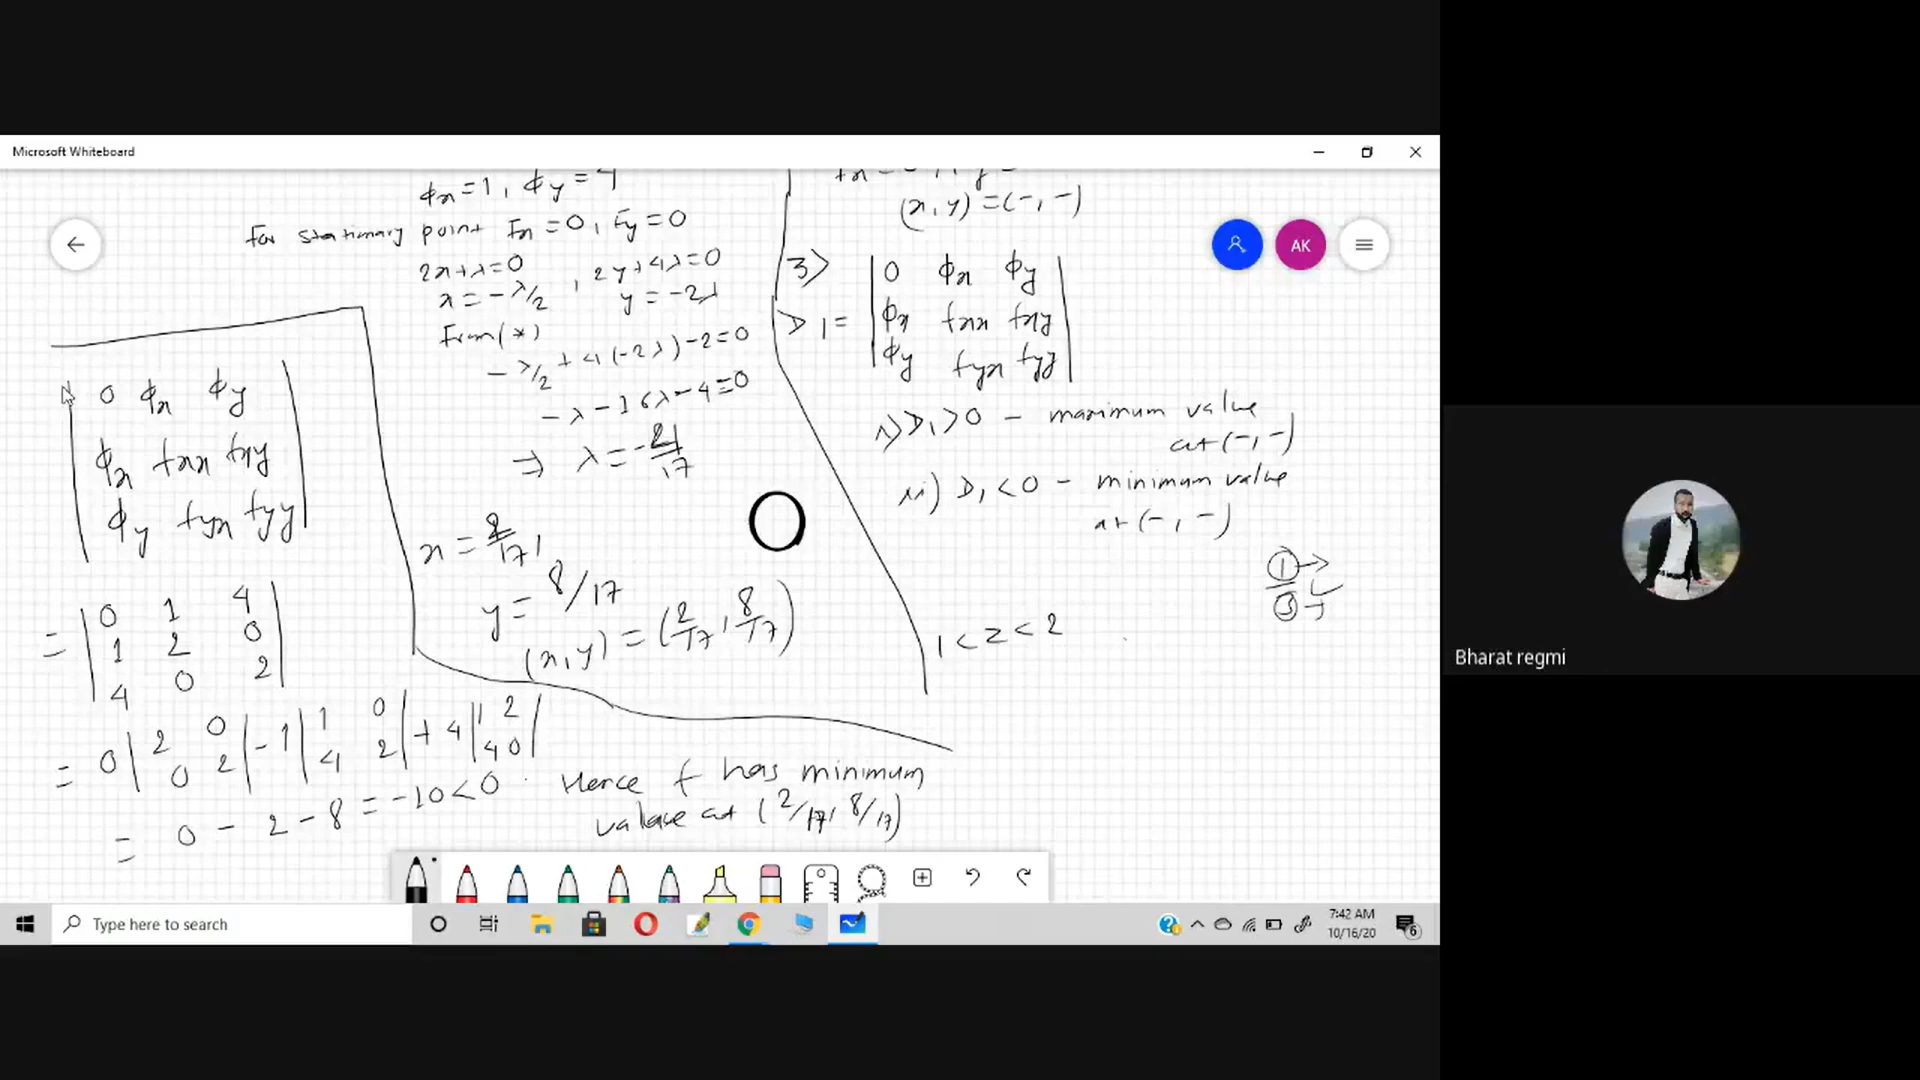 Microsoft Whiteboard
ϕx = 1, ϕy = 4
For stationary point Fx = 0, Fy = 0
2x + λ = 0, 2y + 4λ = 0
x = -λ/2 y = -2λ
From (*)
-λ/2 + 4(-2λ) - 2 = 0
-λ - 16λ - 4 = 0
⇒ λ = -4/17
x = 2/17,
y = 8/17
(x, y) = (2/17, 8/17)
| 0 ϕx ϕy |
| ϕx fxx fxy |
| ϕy fyx fyy |
= | 0 1 4 |
| 1 2 0 |
| 4 0 2 |
= 0 | 2 0 | - 1 | 1 0 | + 4 | 1 2 |
| 0 2 | | 4 2 | | 4 0 |
= 0 - 2 - 8 = -10 < 0 .
Hence f has minimum
value at (2/17, 8/17)
(x, y) = (-, -)
3>
D1 = | 0 ϕx ϕy |
| ϕx fxx fxy |
| ϕy fyx fyy |
i) D1 > 0 - maximum value
at (-, -)
ii) D1 < 0 - minimum value
at (-, -)
1
3
1 < 2 < 2
AK
Bharat regmi
Type here to search
7:42 AM
10/16/20
6